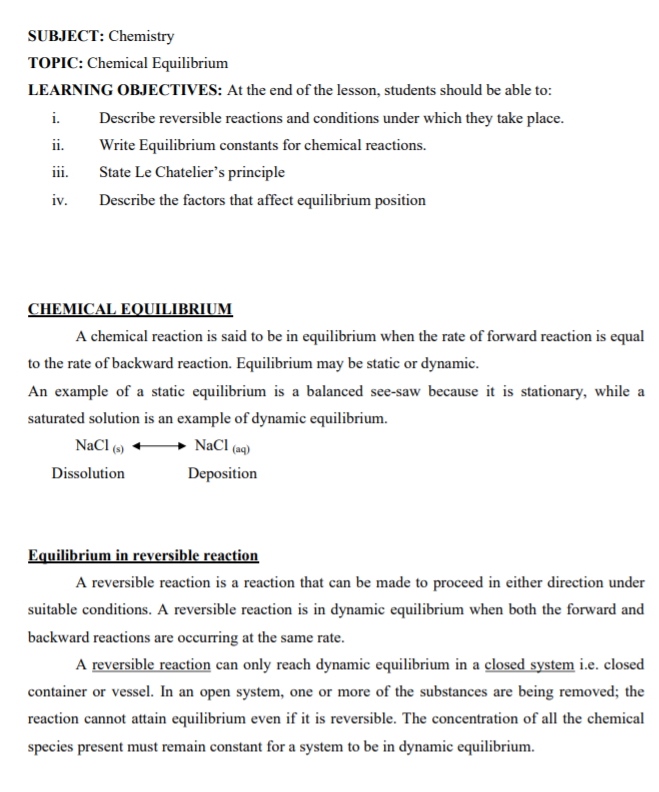 SUBJECT: Chemistry
TOPIC: Chemical Equilibrium
LEARNING OBJECTIVES: At the end of the lesson, students should be able to:
i. Describe reversible reactions and conditions under which they take place.
ii. Write Equilibrium constants for chemical reactions.
iii. State Le Chatelier's principle
iv. Describe the factors that affect equilibrium position
CHEMICAL EQUILIBRIUM
A chemical reaction is said to be in equilibrium when the rate of forward reaction is equal
to the rate of backward reaction. Equilibrium may be static or dynamic.
An example of a static equilibrium is a balanced see-saw because it is stationary, while a
saturated solution is an example of dynamic equilibrium.
NaCl (s) ⟷ NaCl (aq)
Dissolution Deposition
Equilibrium in reversible reaction
A reversible reaction is a reaction that can be made to proceed in either direction under
suitable conditions. A reversible reaction is in dynamic equilibrium when both the forward and
backward reactions are occurring at the same rate.
A reversible reaction can only reach dynamic equilibrium in a closed system i.e. closed
container or vessel. In an open system, one or more of the substances are being removed; the
reaction cannot attain equilibrium even if it is reversible. The concentration of all the chemical
species present must remain constant for a system to be in dynamic equilibrium.